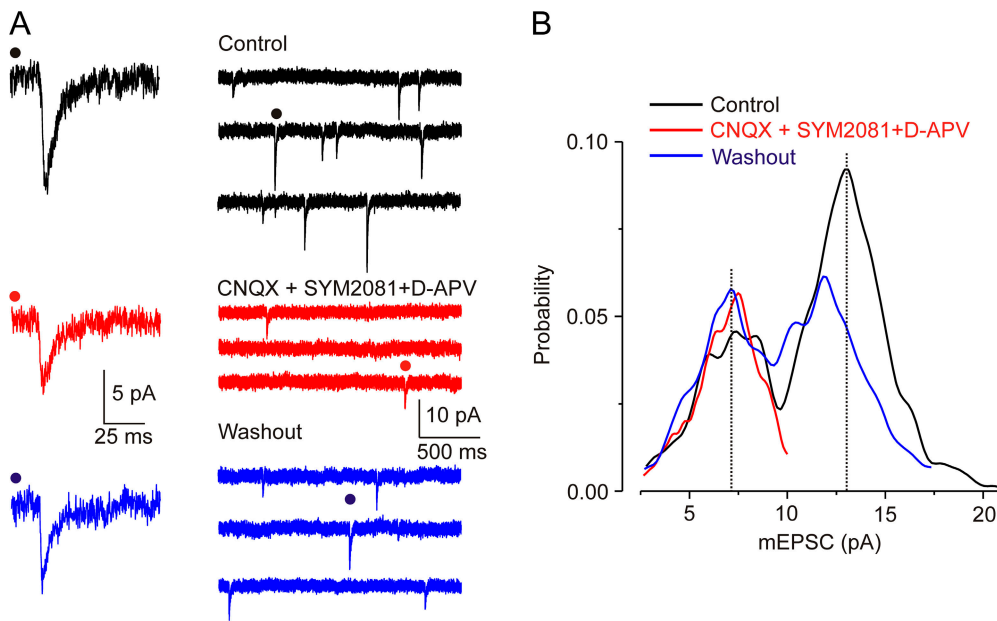 A
Control
CNQX + SYM2081+D-APV
5 pA
25 ms
10 pA
500 ms
Washout
B
Control
CNQX + SYM2081+D-APV
Washout
0.10
0.05
0.00
Probability
5
10
15
20
mEPSC (pA)